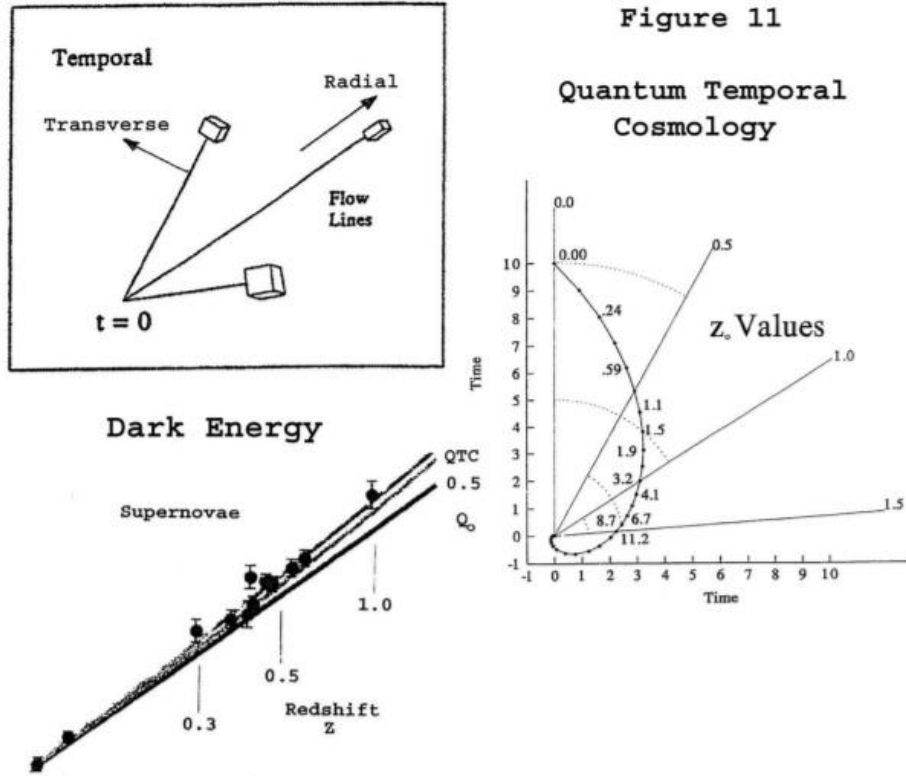 Figure 11
Quantum Temporal
Cosmology
Temporal
Radial
Transverse
Flow
Lines
t = 0
Dark Energy
QTC
0.5
Q₀
Supernovae
1.0
0.5
0.3
Redshift
Z
0.0
0.00
0.5
10
9
.24
8
z₀ Values
7
.59
6
1.0
5
1.1
4
1.5
3
1.9
2
3.2
4.1
1
8.7
6.7
1.5
0
11.2
-1
-1
0
1
2
3
4
5
6
7
8
9
10
Time
Time